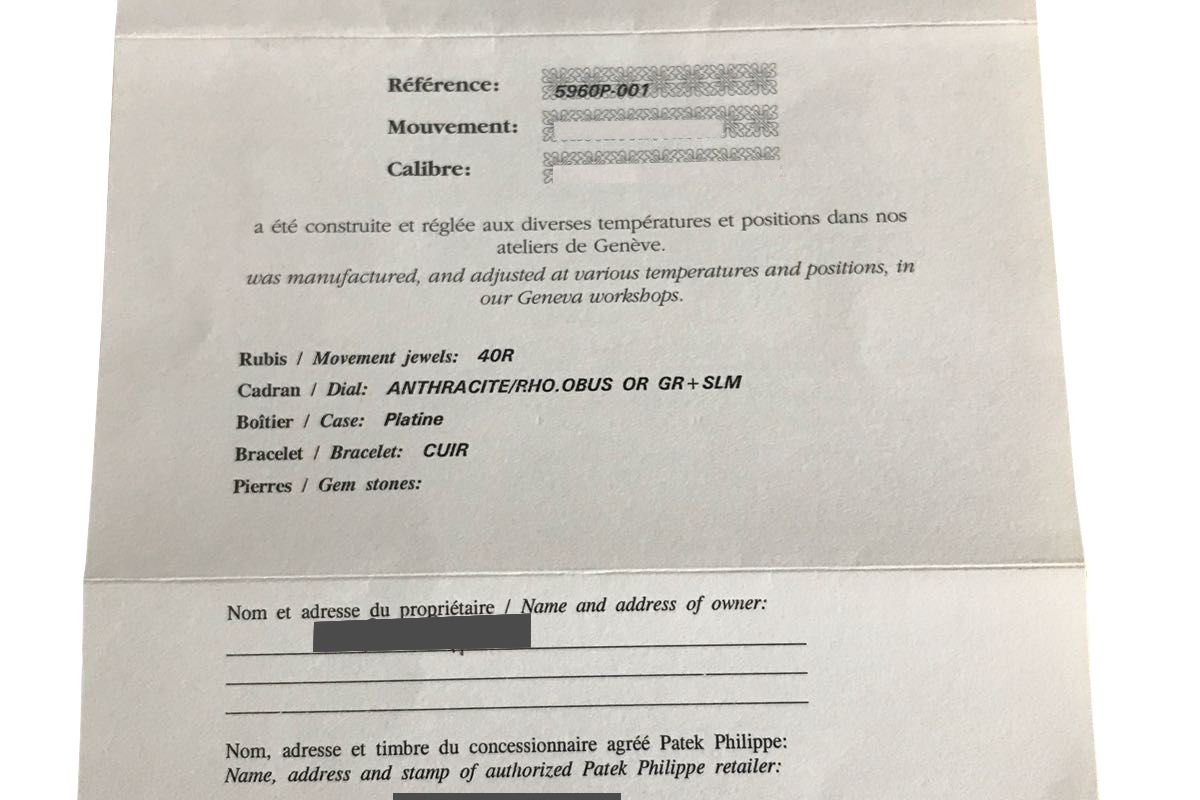 Référence: 5960P-001
Mouvement:
Calibre:
a été construite et réglée aux diverses températures et positions dans nos
ateliers de Genève.
was manufactured, and adjusted at various temperatures and positions, in
our Geneva workshops.
Rubis / Movement jewels: 40R
Cadran / Dial: ANTHRACITE/RHO.OBUS OR GR+SLM
Boîtier / Case: Platine
Bracelet / Bracelet: CUIR
Pierres / Gem stones:
Nom et adresse du propriétaire / Name and address of owner:
Nom, adresse et timbre du concessionnaire agréé Patek Philippe:
Name, address and stamp of authorized Patek Philippe retailer: